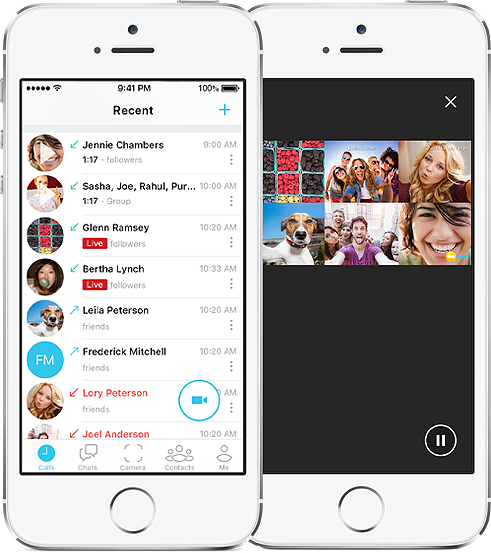 9:41 PM 100%
Recent +
Jennie Chambers 9:00 AM
1:17 · followers
Sasha, Joe, Rahul, Pur... 10:00 AM
1:17 · Group
Glenn Ramsey 10:20 AM
Live followers
Bertha Lynch 10:33 AM
Live followers
Leila Peterson 10:20 AM
friends
FM Frederick Mitchell 10:20 AM
friends
Lory Peterson 10:20 AM
friends
Joel Anderson 10:20 AM
Calls Chats Camera Contacts Me